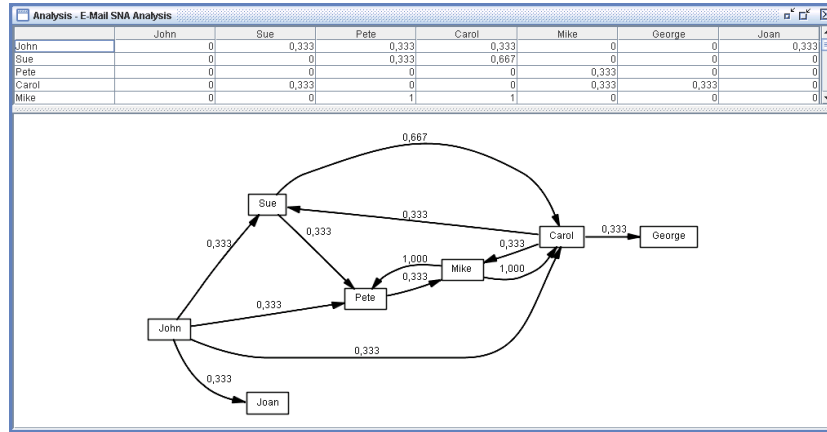 Analysis - E-Mail SNA Analysis
John Sue Pete Carol Mike George Joan
John 0 0,333 0,333 0,333 0 0 0,333
Sue 0 0 0,333 0,667 0 0 0
Pete 0 0 0 0 0,333 0 0
Carol 0 0,333 0 0 0,333 0,333 0
Mike 0 0 1 1 0 0 0
0,667
Sue
0,333
Carol
0,333
George
0,333
0,333
0,333
1,000
Mike
1,000
0,333
Pete
0,333
John
0,333
0,333
Joan